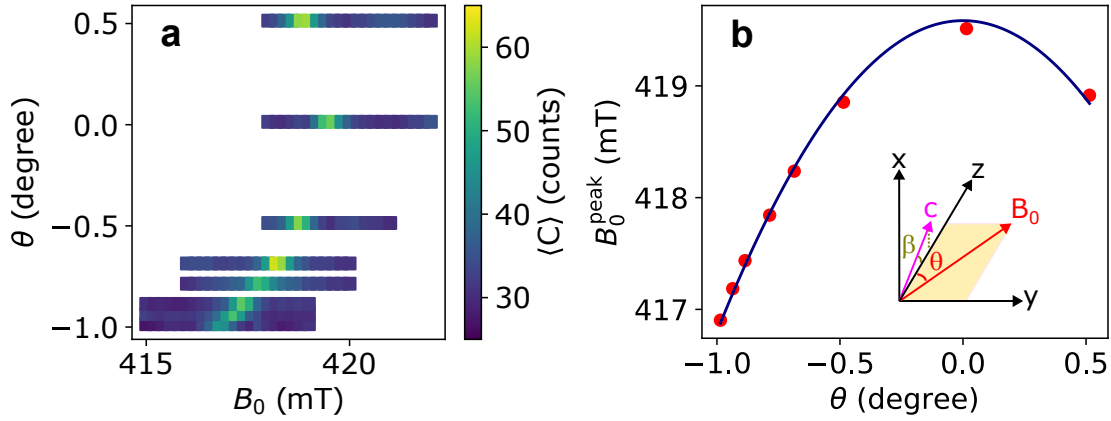 a
0.5
0.0
−0.5
−1.0
θ (degree)
415
420
B₀ (mT)
60
50
40
30
⟨C⟩ (counts)
b
419
418
417
B₀ᵖᵉᵃᵏ (mT)
−1.0
−0.5
0.0
0.5
θ (degree)
x
z
c
B₀
β
θ
y